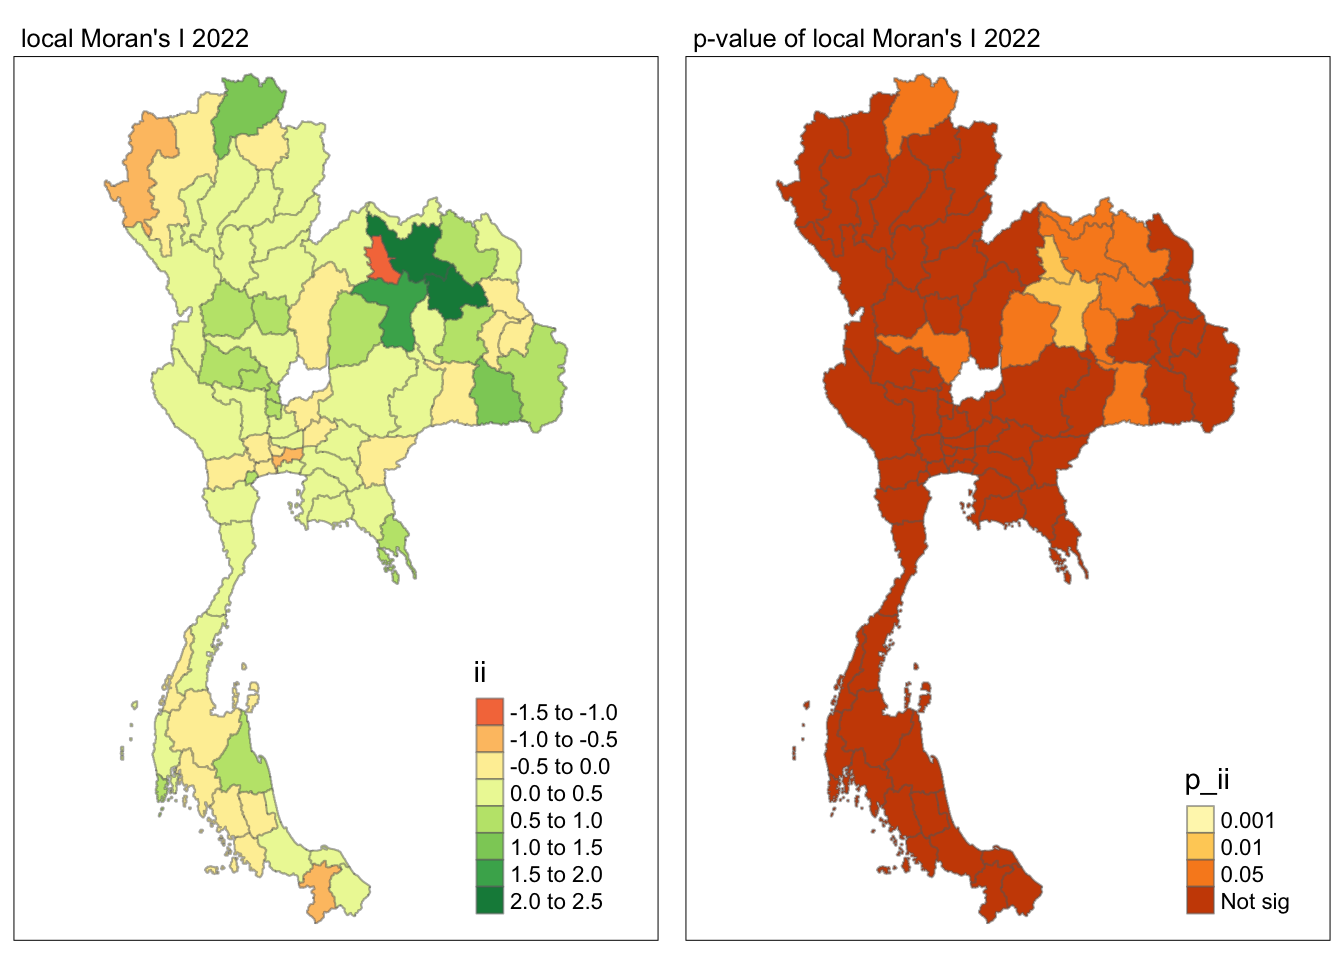 local Moran's I 2022
ii
-1.5 to -1.0
-1.0 to -0.5
-0.5 to 0.0
0.0 to 0.5
0.5 to 1.0
1.0 to 1.5
1.5 to 2.0
2.0 to 2.5
p-value of local Moran's I 2022
p_ii
0.001
0.01
0.05
Not sig